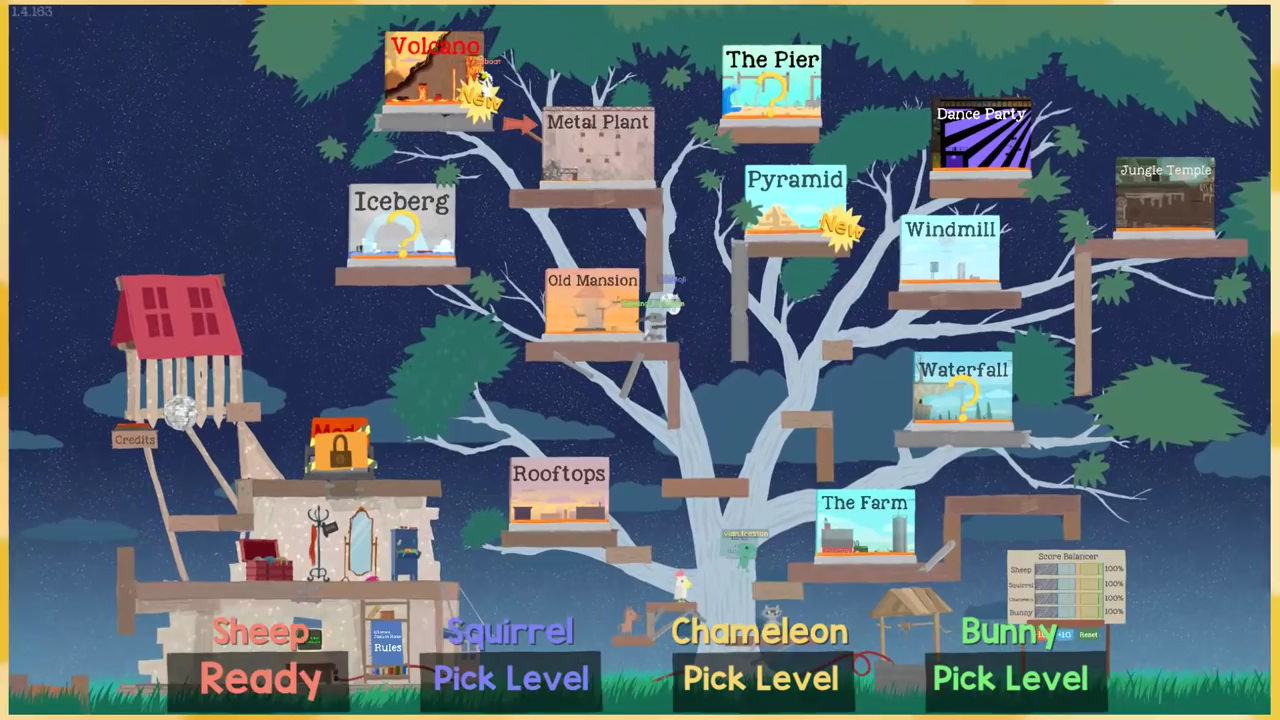 1.4.163
Volcano
New
The Pier
Metal Plant
Dance Party
Jungle Temple
Pyramid
New
Iceberg
Windmill
Old Mansion
Waterfall
Credits
Rooftops
The Farm
Score Balancer
Sheep 100%
Squirrel 100%
Chameleon 100%
Bunny 100%
+10 Reset
Rules
Sheep
Squirrel
Chameleon
Bunny
Ready
Pick Level
Pick Level
Pick Level